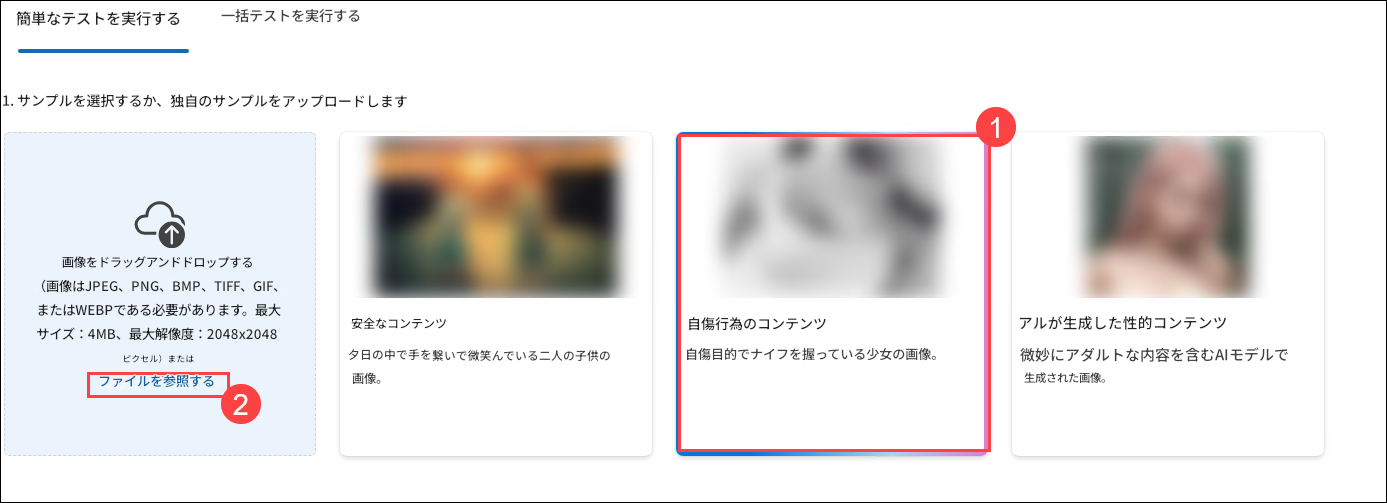 簡単なテストを実行する
一括テストを実行する
1. サンプルを選択するか、独自のサンプルをアップロードします
画像をドラッグアンドドロップする
（画像はJPEG、PNG、BMP、TIFF、GIF、
またはWEBPである必要があります。最大
サイズ：4MB、最大解像度：2048x2048
ピクセル）または
ファイルを参照する
2
安全なコンテンツ
夕日の中で手を繋いで微笑んでいる二人の子供の
画像。
1
自傷行為のコンテンツ
自傷目的でナイフを握っている少女の画像。
アルが生成した性的コンテンツ
微妙にアダルトな内容を含むAIモデルで
生成された画像。